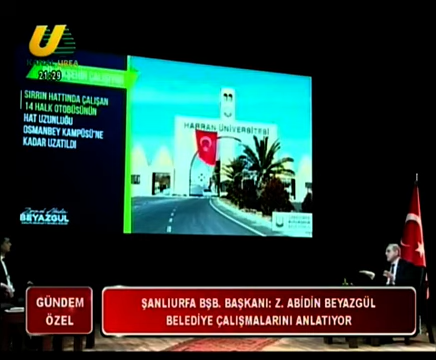 KANAL URFA
21:29
SIRRIN HATTINDA ÇALIŞAN
14 HALK OTOBÜSÜNÜN
HAT UZUNLUĞU
OSMANBEY KAMPÜSÜ'NE
KADAR UZATILDI
HARRAN ÜNİVERSİTESİ
BEYAZGÜL
GÜNDEM
ÖZEL
ŞANLIURFA BŞB. BAŞKANI: Z. ABİDİN BEYAZGÜL
BELEDİYE ÇALIŞMALARINI ANLATIYOR